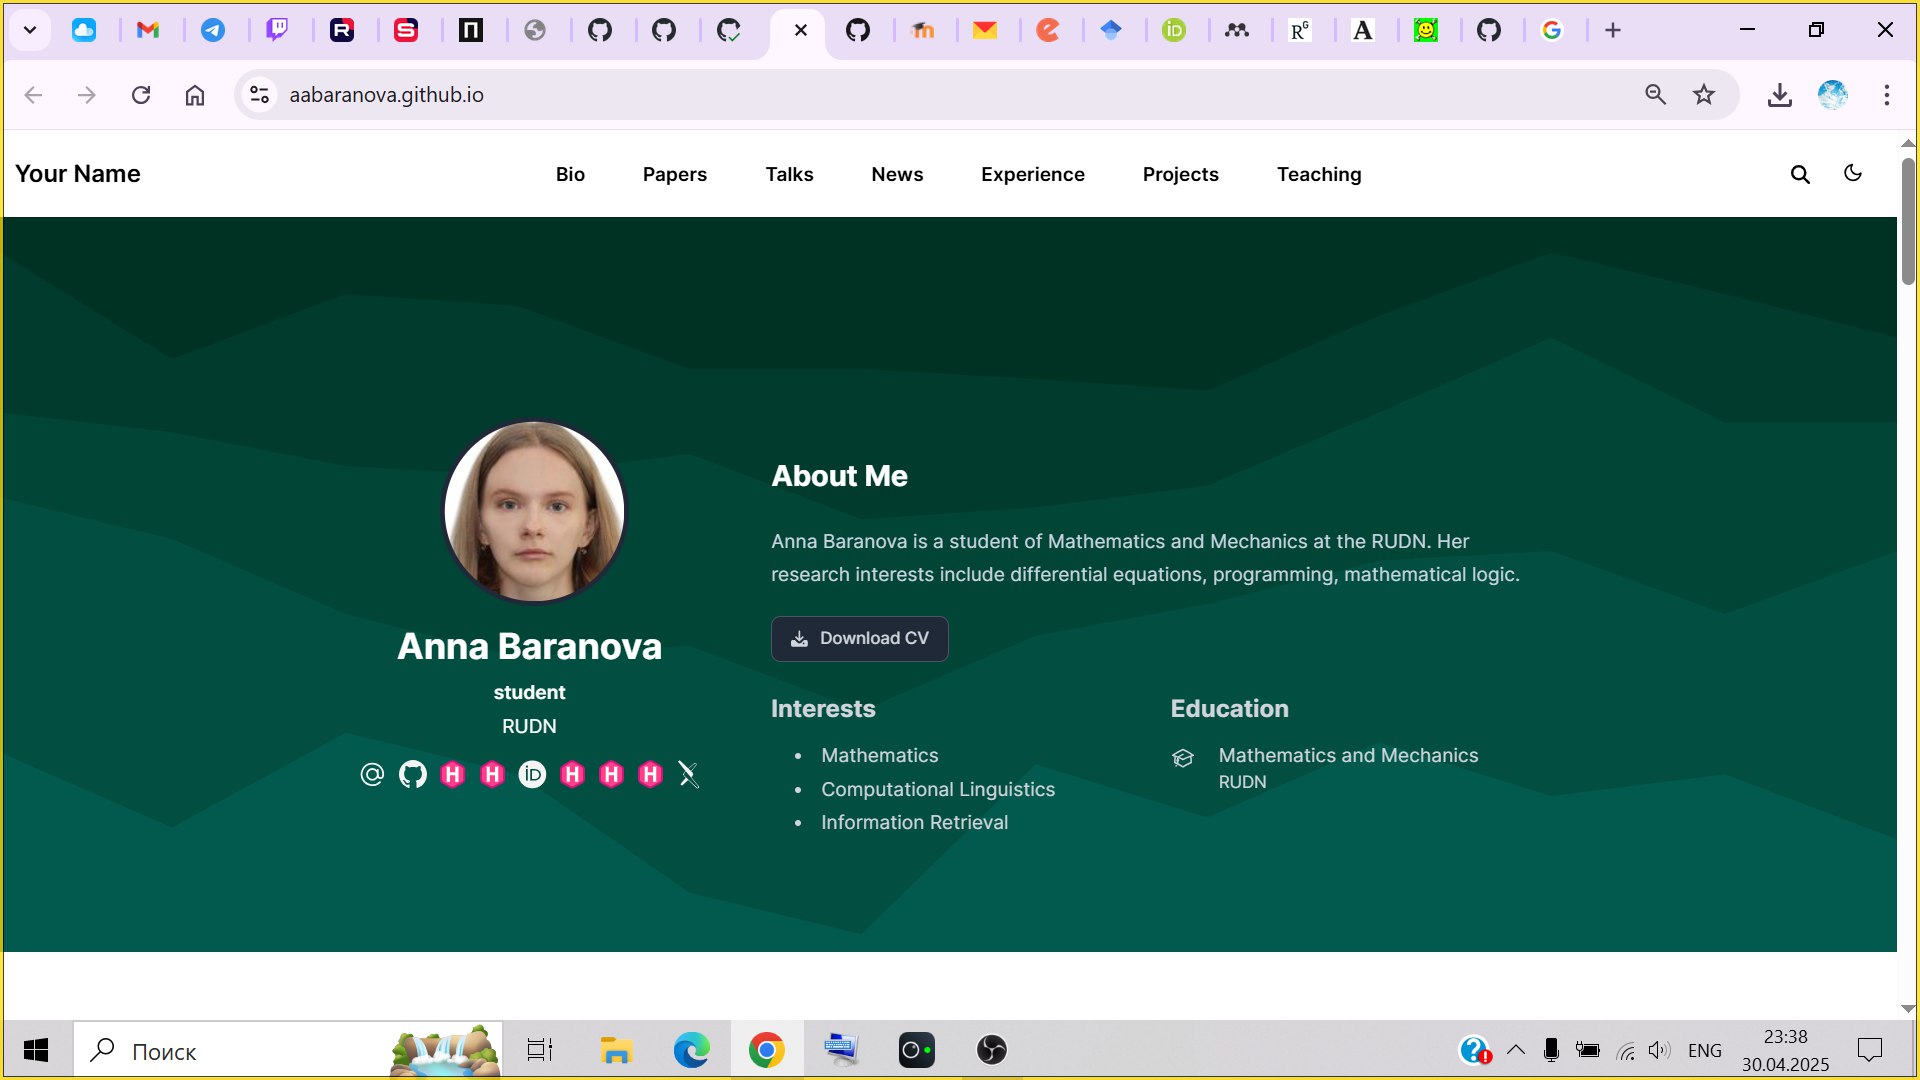 aabaranova.github.io
Your Name
Bio
Papers
Talks
News
Experience
Projects
Teaching
About Me
Anna Baranova is a student of Mathematics and Mechanics at the RUDN. Her
research interests include differential equations, programming, mathematical logic.
Download CV
Anna Baranova
student
RUDN
Interests
Mathematics
Computational Linguistics
Information Retrieval
Education
Mathematics and Mechanics
RUDN
Поиск
ENG
23:38
30.04.2025